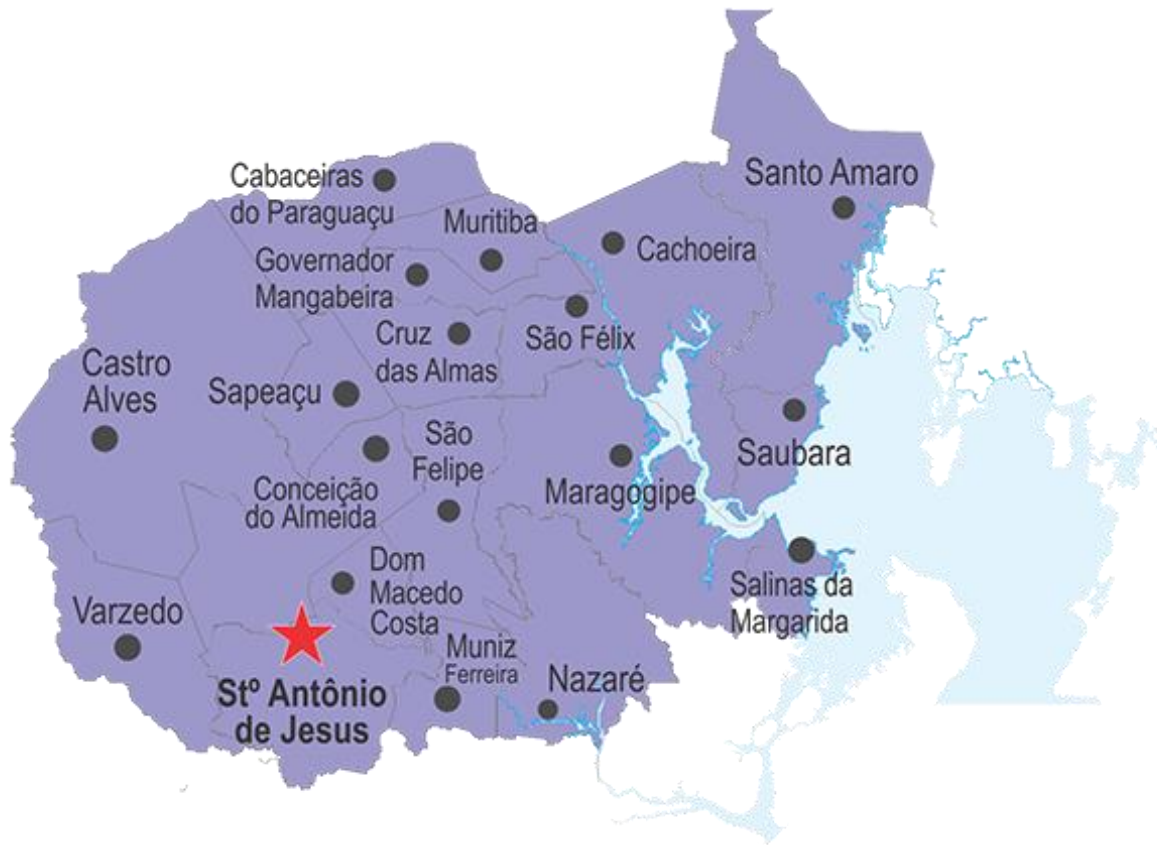 Santo Amaro
Cabaceiras
do Paraguaçu
Muritiba
Cachoeira
Governador
Mangabeira
Cruz
das Almas
São Félix
Castro
Alves
Sapeaçu
São
Felipe
Saubara
Conceição
do Almeida
Maragogipe
Dom
Macedo
Costa
Salinas da
Margarida
Varzedo
Muniz
Ferreira
Nazaré
Stº Antônio
de Jesus